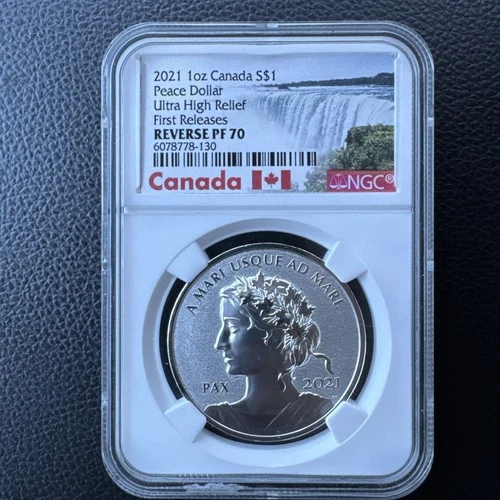 2021 1oz Canada S$1
Peace Dollar
Ultra High Relief
First Releases
REVERSE PF 70
6078778-130
Canada NGC®
A MARI USQUE AD MARE
PAX 2021